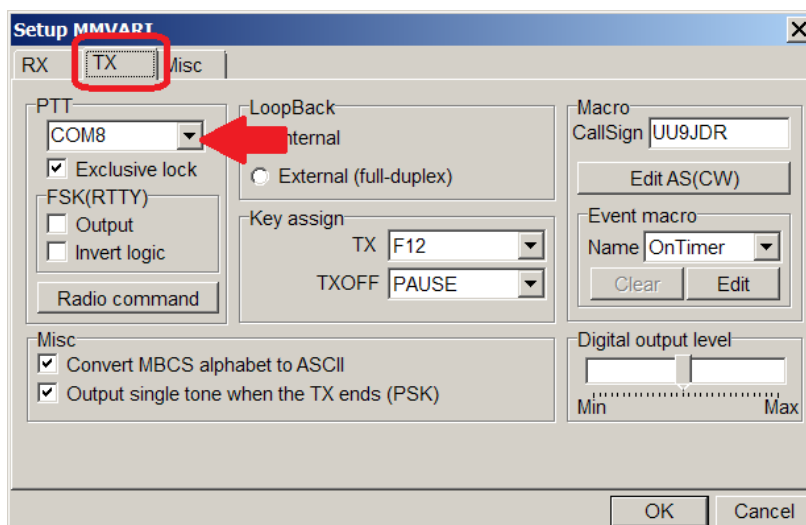 Setup MMVARI
RX TX Misc
PTT
COM8
Exclusive lock
FSK(RTTY)
Output
Invert logic
Radio command
LoopBack
Internal
External (full-duplex)
Key assign
TX F12
TXOFF PAUSE
Macro
CallSign UU9JDR
Edit AS(CW)
Event macro
Name OnTimer
Clear Edit
Misc
Convert MBCS alphabet to ASCII
Output single tone when the TX ends (PSK)
Digital output level
Min Max
OK Cancel